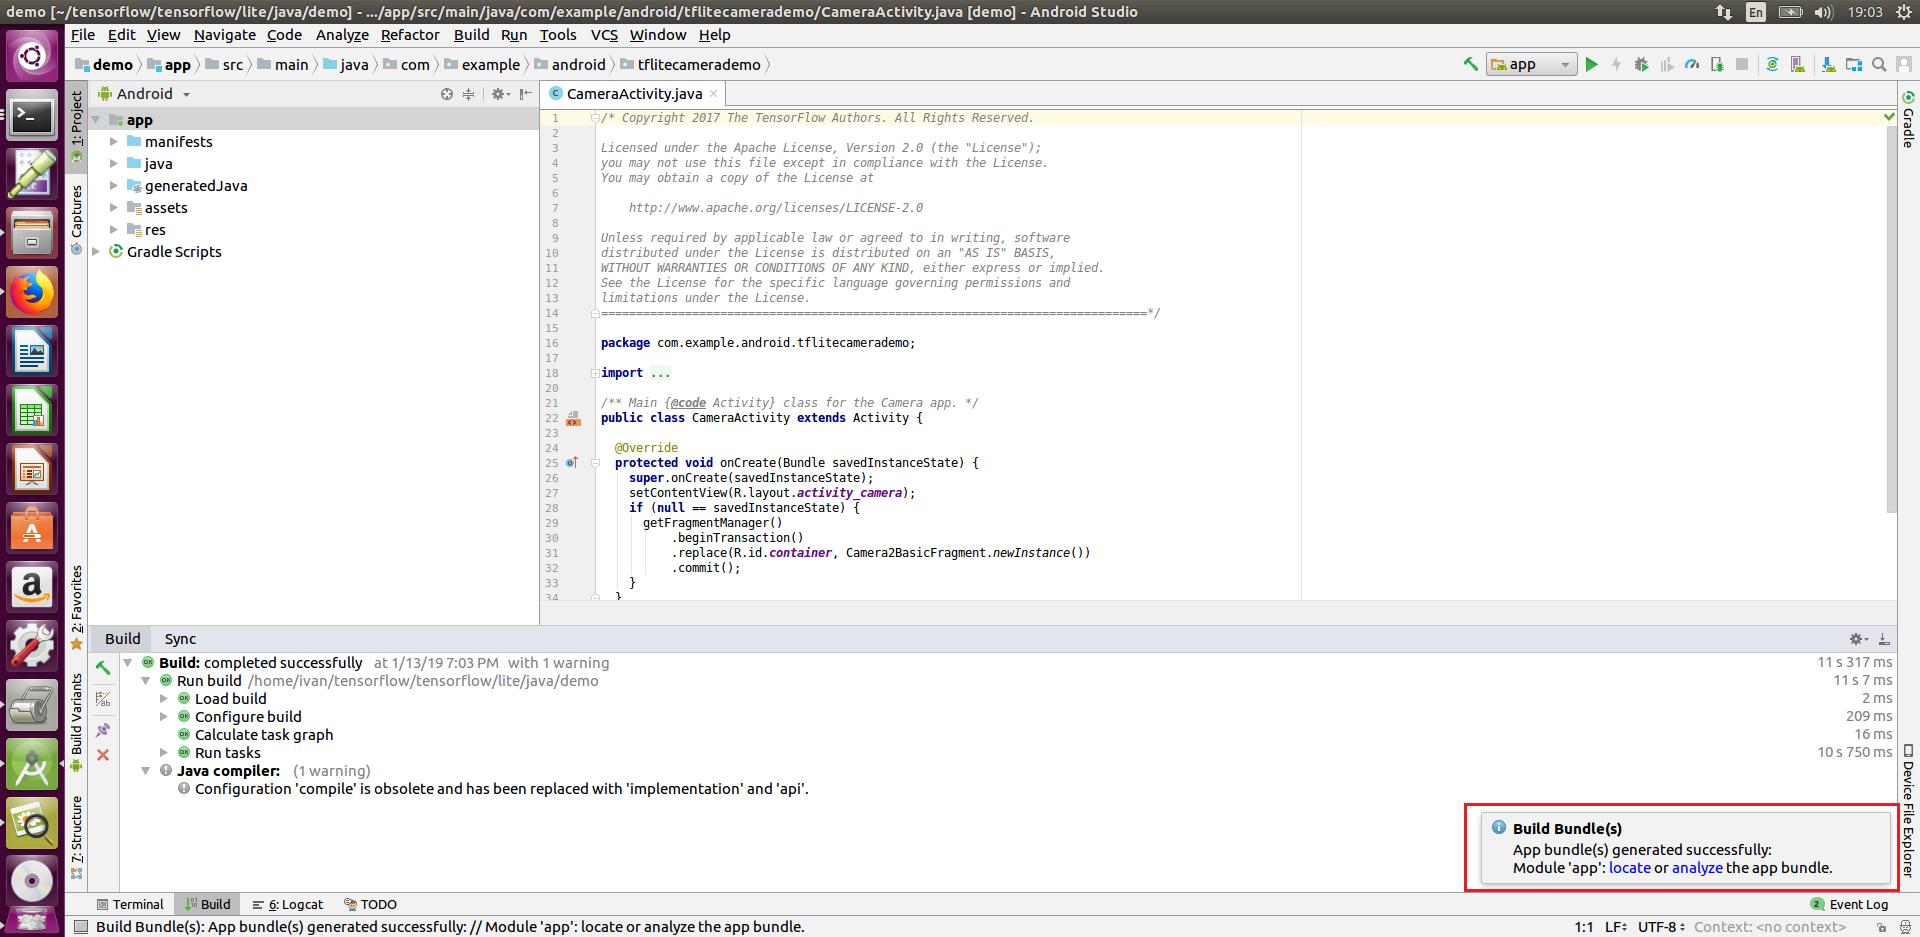 demo [~/tensorflow/tensorflow/lite/java/demo] - .../app/src/main/java/com/example/android/tflitecamerademo/CameraActivity.java [demo] - Android Studio
En
19:03
File Edit View Navigate Code Analyze Refactor Build Run Tools VCS Window Help
demo app src main java com example android tflitecamerademo
app
1: Project
Captures
2: Favorites
Build Variants
7: Structure
Android
app
manifests
java
generatedJava
assets
res
Gradle Scripts
CameraActivity.java
1 /* Copyright 2017 The TensorFlow Authors. All Rights Reserved.
2
3 Licensed under the Apache License, Version 2.0 (the "License");
4 you may not use this file except in compliance with the License.
5 You may obtain a copy of the License at
6
7     http://www.apache.org/licenses/LICENSE-2.0
8
9 Unless required by applicable law or agreed to in writing, software
10 distributed under the License is distributed on an "AS IS" BASIS,
11 WITHOUT WARRANTIES OR CONDITIONS OF ANY KIND, either express or implied.
12 See the License for the specific language governing permissions and
13 limitations under the License.
14 ==============================================================================*/
15
16 package com.example.android.tflitecamerademo;
17
18 import ...
20
21 /** Main {@code Activity} class for the Camera app. */
22 public class CameraActivity extends Activity {
23
24   @Override
25   protected void onCreate(Bundle savedInstanceState) {
26     super.onCreate(savedInstanceState);
27     setContentView(R.layout.activity_camera);
28     if (null == savedInstanceState) {
29       getFragmentManager()
30           .beginTransaction()
31           .replace(R.id.container, Camera2BasicFragment.newInstance())
32           .commit();
33     }
34   }
Gradle
Device File Explorer
Build Sync
Build: completed successfully at 1/13/19 7:03 PM with 1 warning 11 s 317 ms
Run build /home/ivan/tensorflow/tensorflow/lite/java/demo 11 s 7 ms
Load build 2 ms
Configure build 209 ms
Calculate task graph 16 ms
Run tasks 10 s 750 ms
Java compiler: (1 warning)
Configuration 'compile' is obsolete and has been replaced with 'implementation' and 'api'.
Build Bundle(s)
App bundle(s) generated successfully:
Module 'app': locate or analyze the app bundle.
Terminal Build 6: Logcat TODO 2 Event Log
Build Bundle(s): App bundle(s) generated successfully: // Module 'app': locate or analyze the app bundle. 1:1 LF UTF-8 Context: <no context>